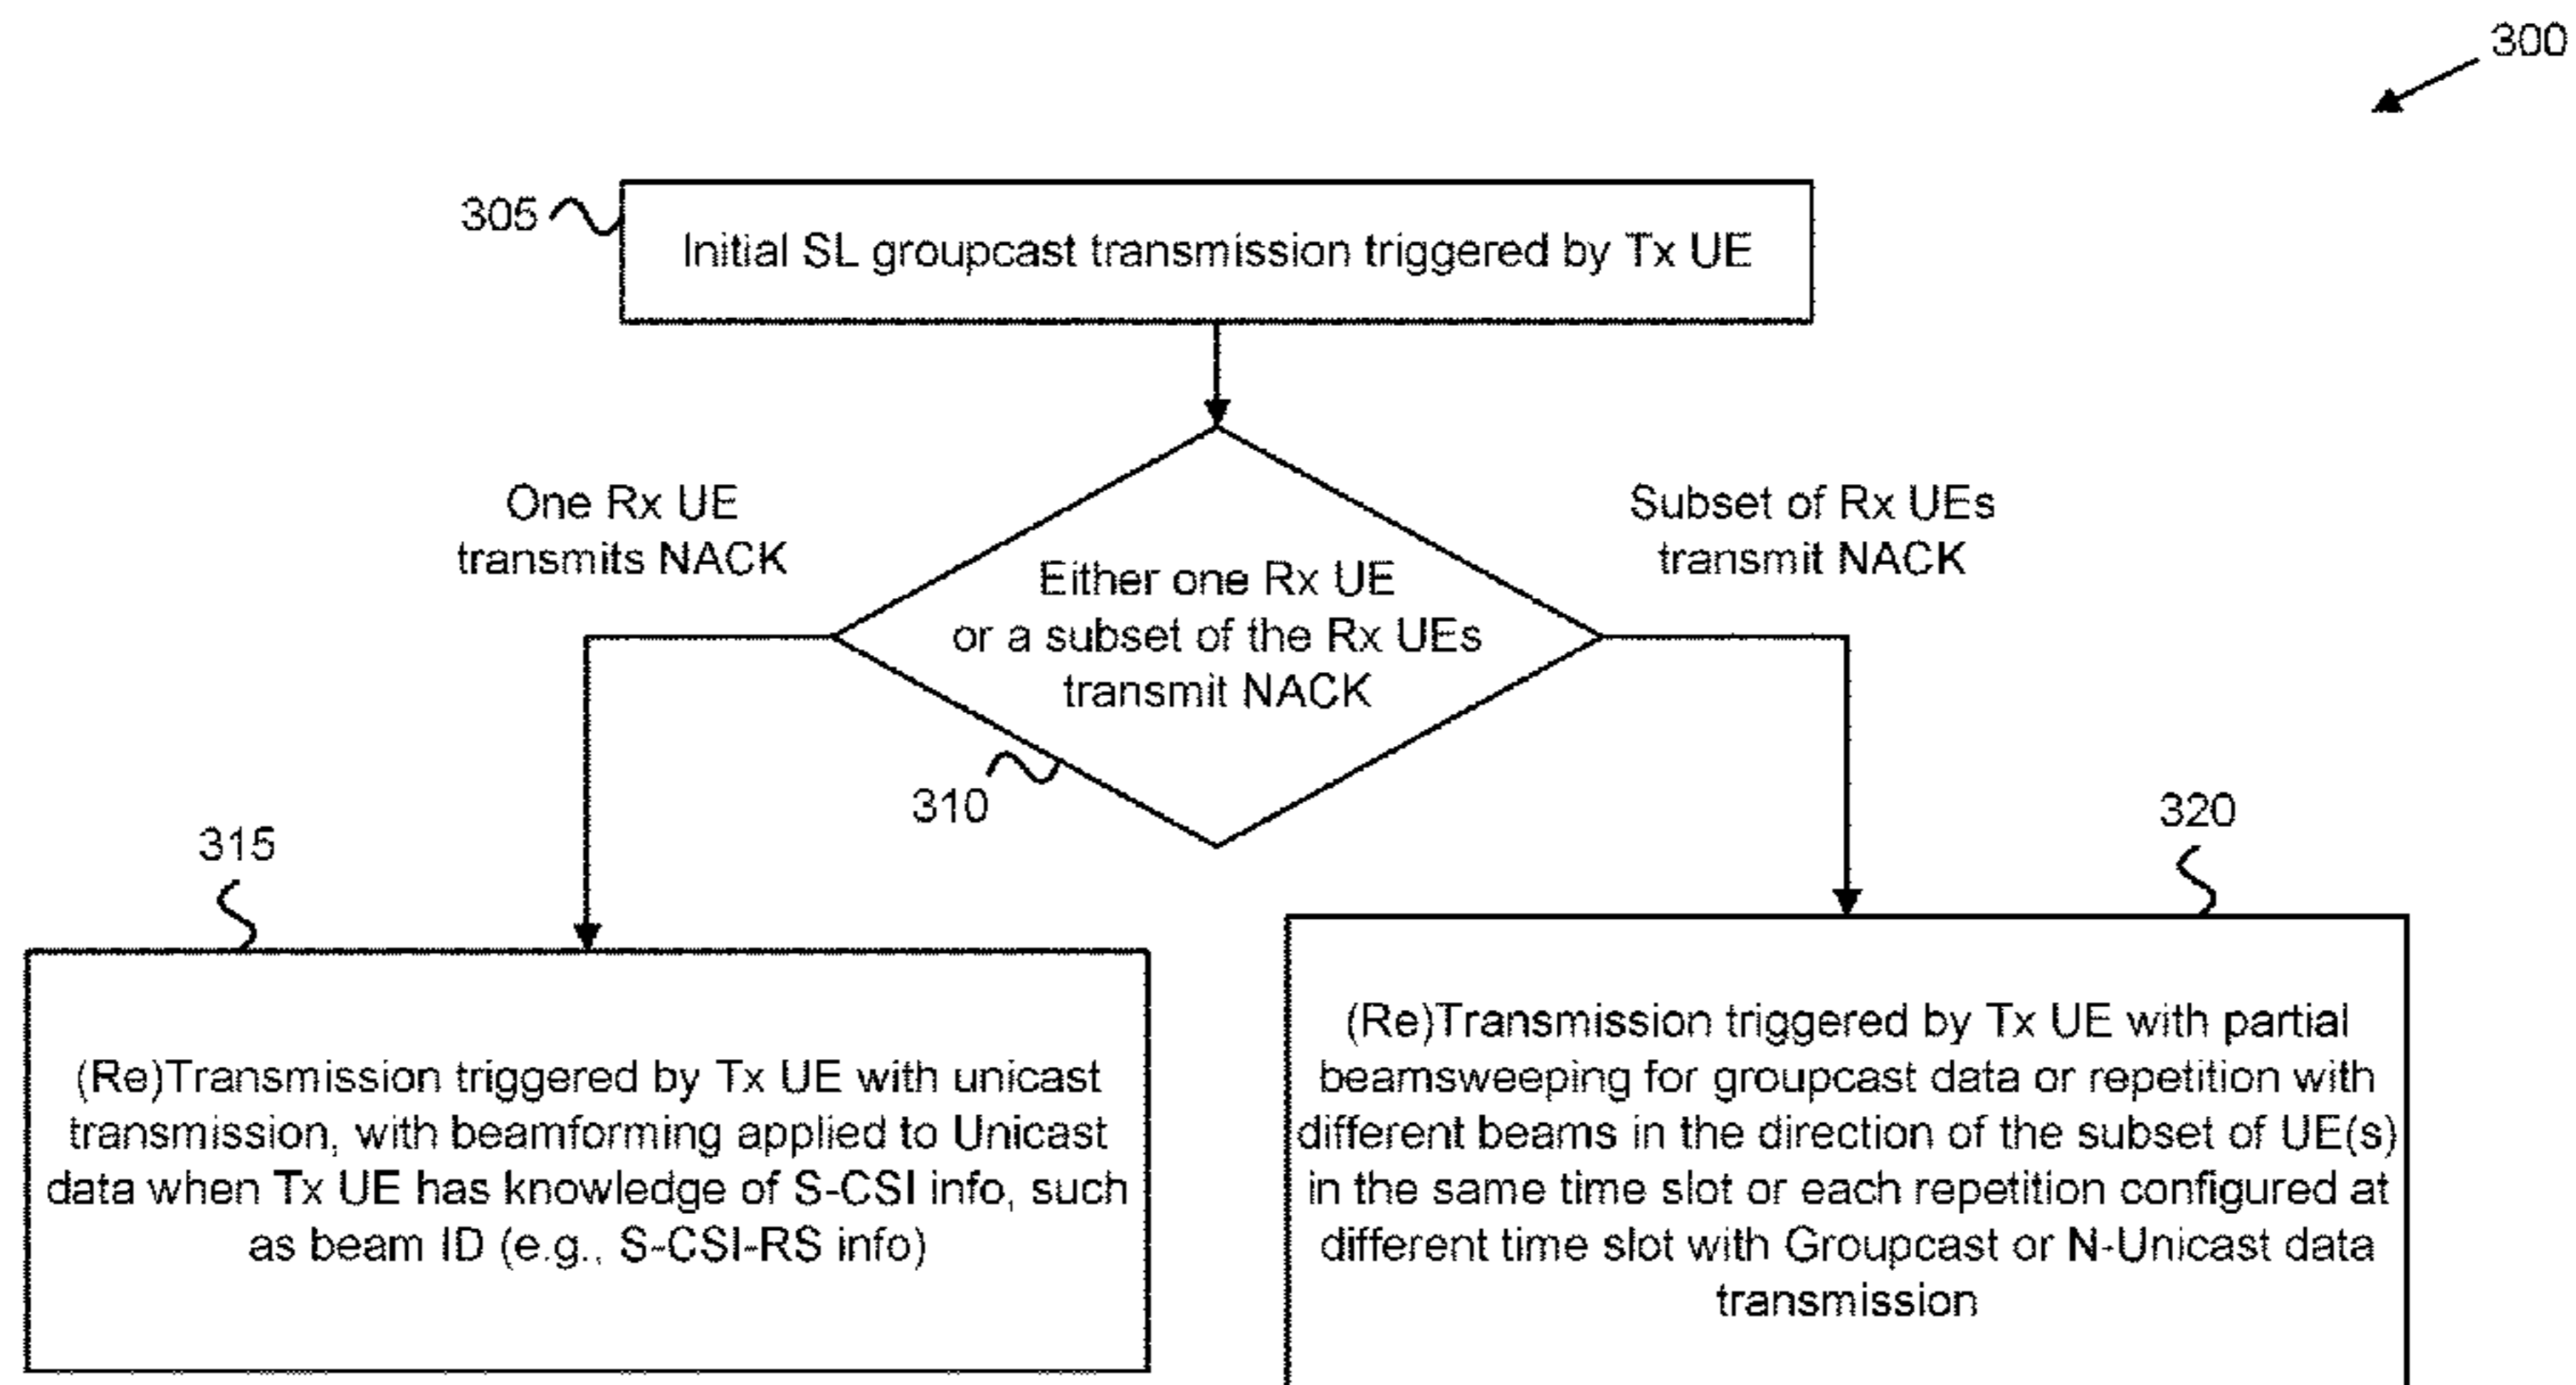 300
305
Initial SL groupcast transmission triggered by Tx UE
One Rx UE
transmits NACK
Subset of Rx UEs
transmit NACK
Either one Rx UE
or a subset of the Rx UEs
transmit NACK
310
315
320
(Re)Transmission triggered by Tx UE with unicast
transmission, with beamforming applied to Unicast
data when Tx UE has knowledge of S-CSI info, such
as beam ID (e.g., S-CSI-RS info)
(Re)Transmission triggered by Tx UE with partial
beamsweeping for groupcast data or repetition with
different beams in the direction of the subset of UE(s)
in the same time slot or each repetition configured at
different time slot with Groupcast or N-Unicast data
transmission